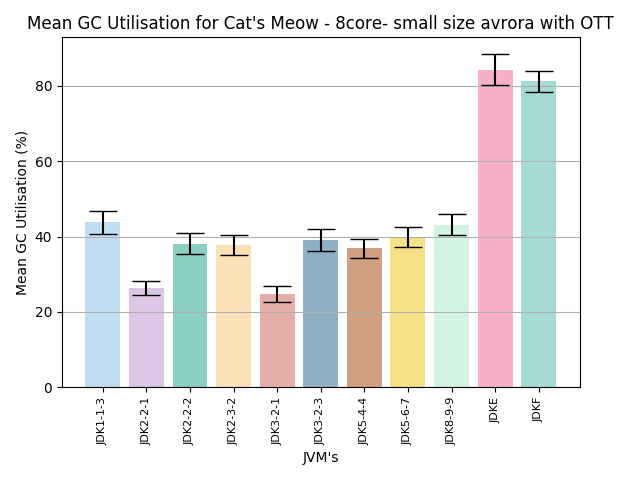 Mean GC Utilisation for Cat's Meow - 8core- small size avrora with OTT
Mean GC Utilisation (%)
80
60
40
20
0
JDK1-1-3
JDK2-2-1
JDK2-2-2
JDK2-3-2
JDK3-2-1
JDK3-2-3
JDK5-4-4
JDK5-6-7
JDK8-9-9
JDKE
JDKF
JVM's